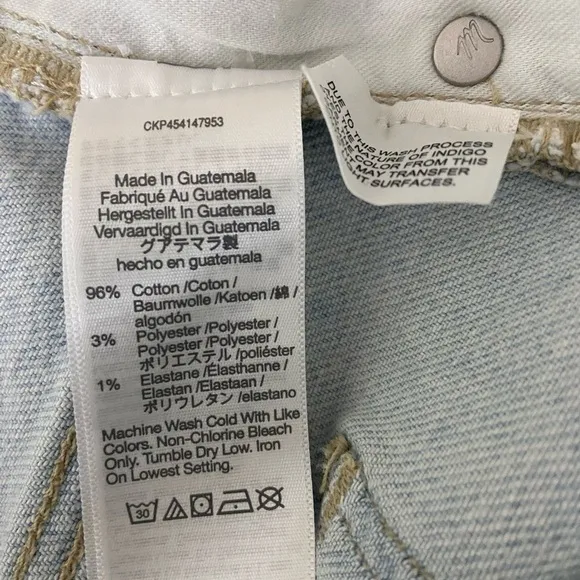 CKP454147953
Made In Guatemala
Fabriqué Au Guatemala
Hergestellt In Guatemala
Vervaardigd In Guatemala
グアテマラ製
hecho en guatemala
96% Cotton /Coton /
Baumwolle /Katoen /綿 /
algodón
3% Polyester /Polyester /
Polyester /Polyester /
ポリエステル /poliéster
1% Elastane /Élasthanne /
Elastan /Elastaan /
ポリウレタン /elastano
Machine Wash Cold With Like
Colors. Non-Chlorine Bleach
Only. Tumble Dry Low. Iron
On Lowest Setting.
30
M
DUE TO THIS WASH PROCESS
AND THE NATURE OF INDIGO
COLOR FROM THIS
MAY TRANSFER
SURFACES.